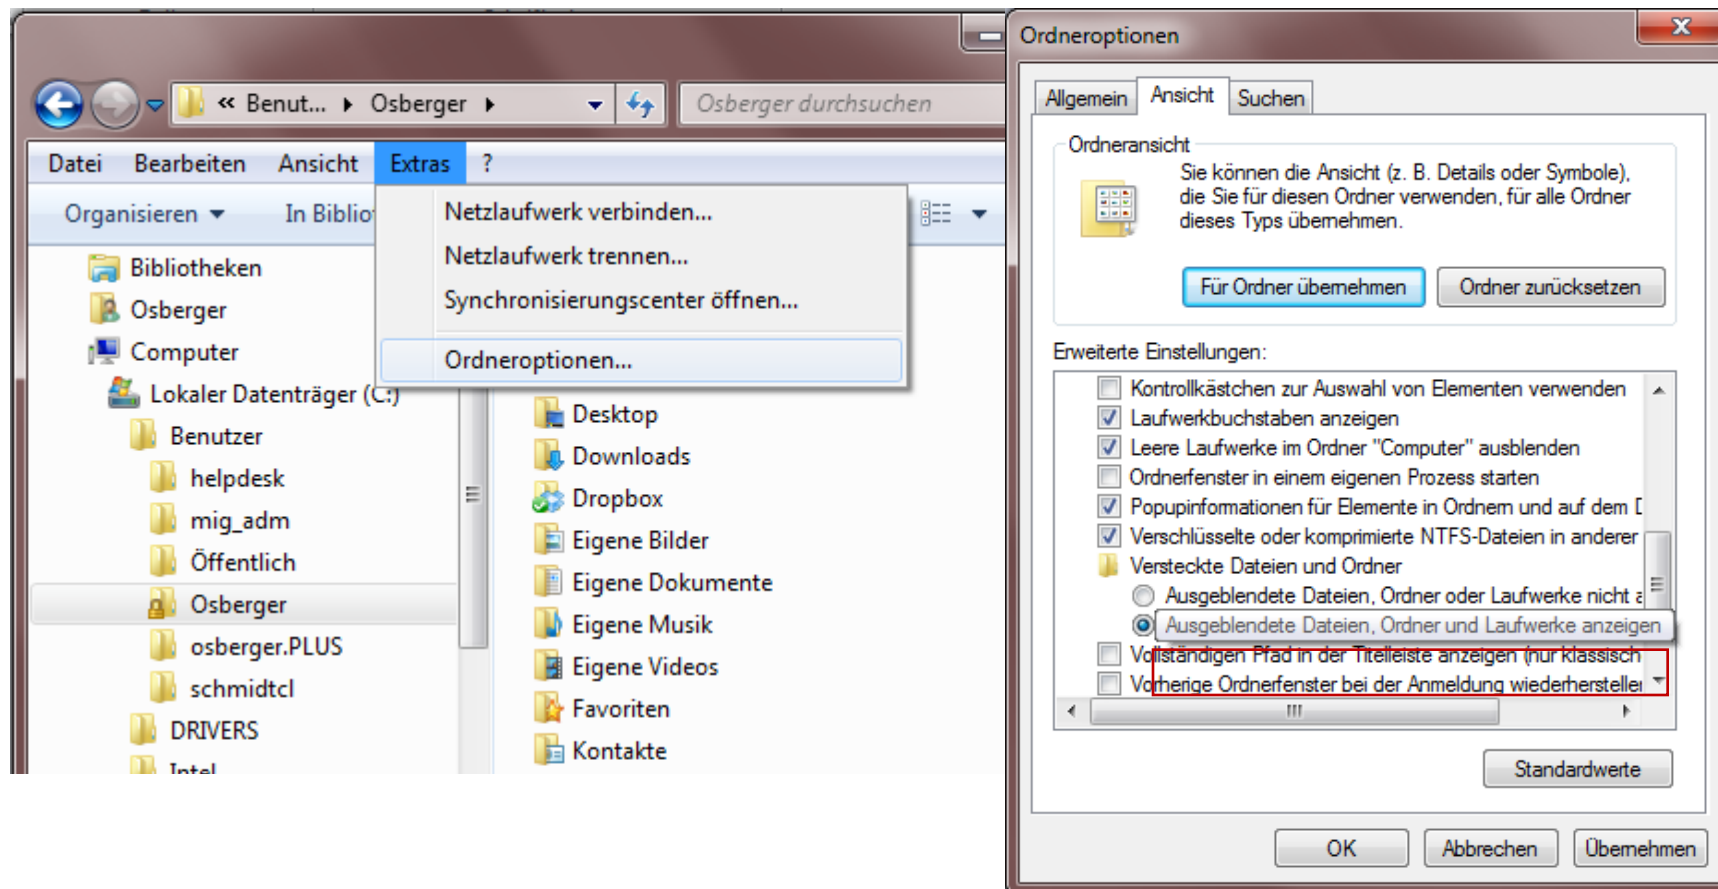 « Benut... Osberger
Osberger durchsuchen
Datei Bearbeiten Ansicht Extras ?
Organisieren In Biblio
Netzlaufwerk verbinden...
Netzlaufwerk trennen...
Synchronisierungscenter öffnen...
Ordneroptionen...
Bibliotheken
Osberger
Computer
Lokaler Datenträger (C:)
Benutzer
helpdesk
mig_adm
Öffentlich
Osberger
osberger.PLUS
schmidtcl
DRIVERS
Intel
Desktop
Downloads
Dropbox
Eigene Bilder
Eigene Dokumente
Eigene Musik
Eigene Videos
Favoriten
Kontakte
Ordneroptionen
Allgemein Ansicht Suchen
Ordneransicht
Sie können die Ansicht (z. B. Details oder Symbole),
die Sie für diesen Ordner verwenden, für alle Ordner
dieses Typs übernehmen.
Für Ordner übernehmen Ordner zurücksetzen
Erweiterte Einstellungen:
Kontrollkästchen zur Auswahl von Elementen verwenden
Laufwerkbuchstaben anzeigen
Leere Laufwerke im Ordner "Computer" ausblenden
Ordnerfenster in einem eigenen Prozess starten
Popupinformationen für Elemente in Ordnern und auf dem D
Verschlüsselte oder komprimierte NTFS-Dateien in anderer
Versteckte Dateien und Ordner
Ausgeblendete Dateien, Ordner oder Laufwerke nicht a
Ausgeblendete Dateien, Ordner und Laufwerke anzeigen
Vollständigen Pfad in der Titelleiste anzeigen (nur klassisch
Vorherige Ordnerfenster bei der Anmeldung wiederherstellen
Standardwerte
OK Abbrechen Übernehmen